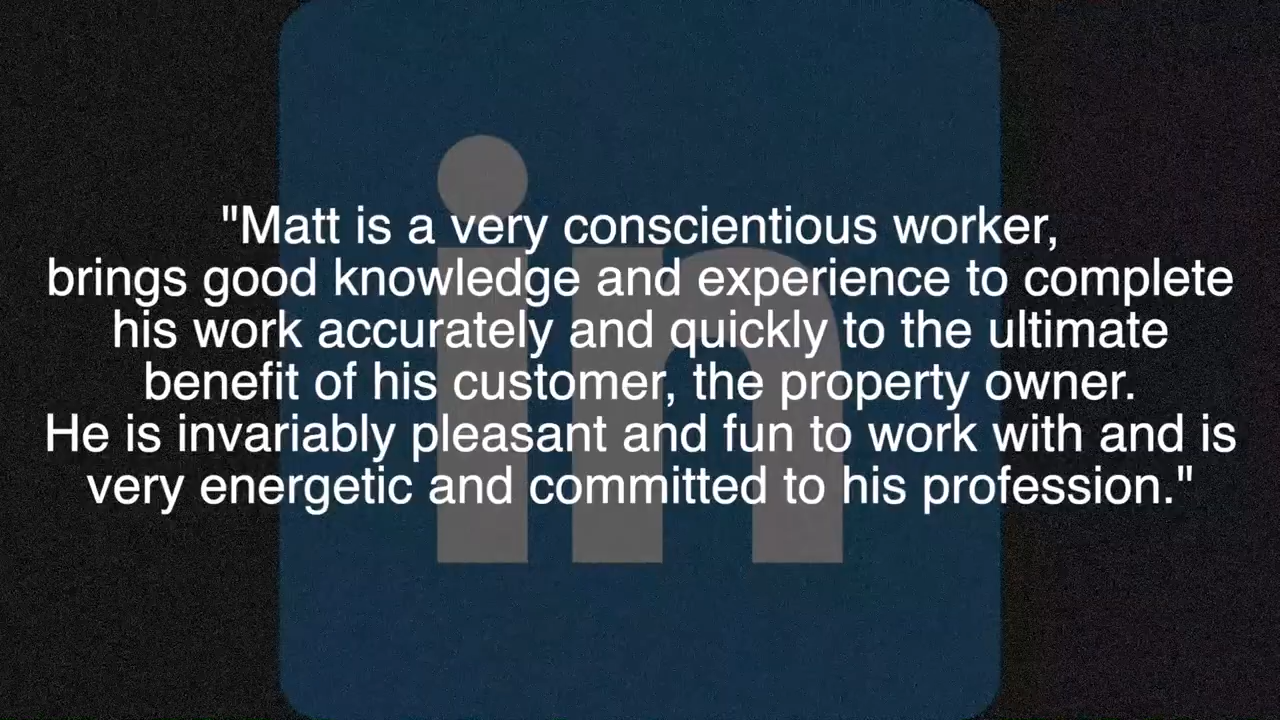 "Matt is a very conscientious worker,
brings good knowledge and experience to complete
his work accurately and quickly to the ultimate
benefit of his customer, the property owner.
He is invariably pleasant and fun to work with and is
very energetic and committed to his profession."
in